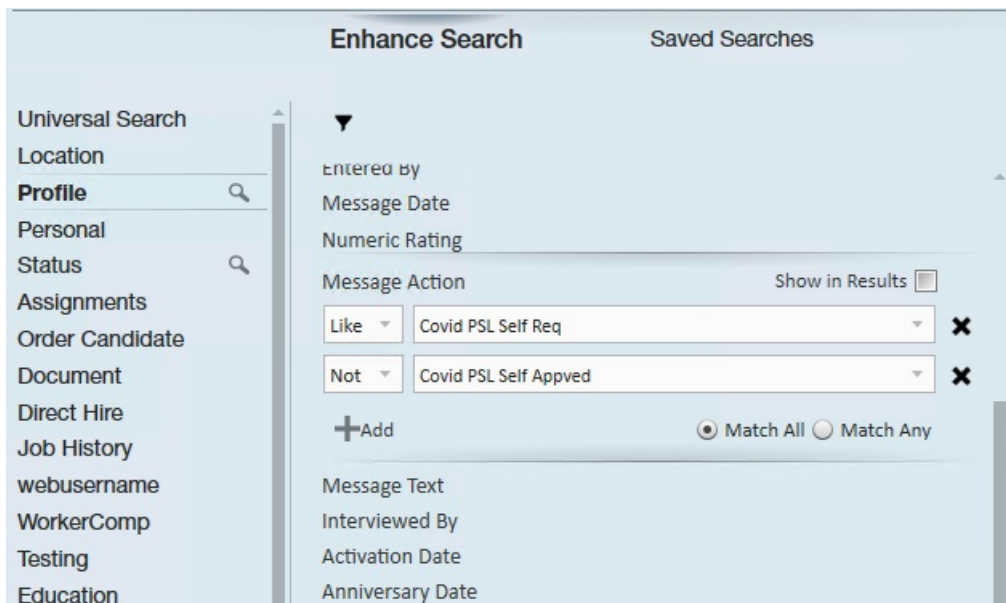 Enhance Search
Saved Searches
Universal Search
Location
Profile
Personal
Status
Assignments
Order Candidate
Document
Direct Hire
Job History
webusername
WorkerComp
Testing
Education
Entered By
Message Date
Numeric Rating
Message Action
Show in Results
Like
Covid PSL Self Req
Not
Covid PSL Self Appved
Add
Match All
Match Any
Message Text
Interviewed By
Activation Date
Anniversary Date